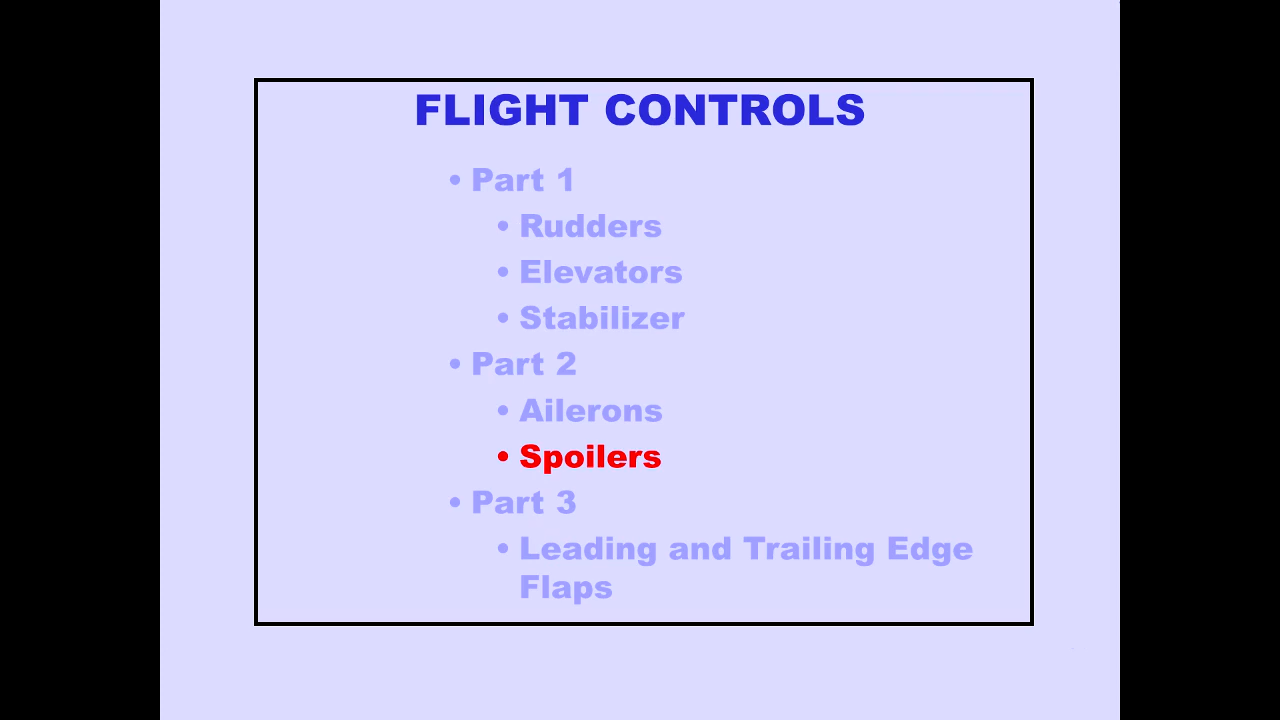 FLIGHT CONTROLS
• Part 1
• Rudders
• Elevators
• Stabilizer
• Part 2
• Ailerons
• Spoilers
• Part 3
• Leading and Trailing Edge
Flaps